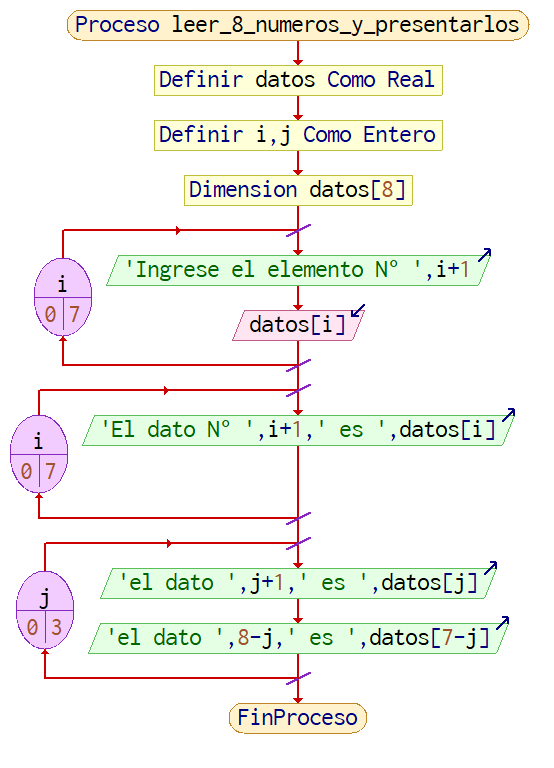 Proceso leer_8_numeros_y_presentarlos
Definir datos Como Real
Definir i,j Como Entero
Dimension datos[8]
'Ingrese el elemento N° ',i+1
i
0 7
datos[i]
'El dato N° ',i+1,' es ',datos[i]
i
0 7
'el dato ',j+1,' es ',datos[j]
j
0 3
'el dato ',8-j,' es ',datos[7-j]
FinProceso